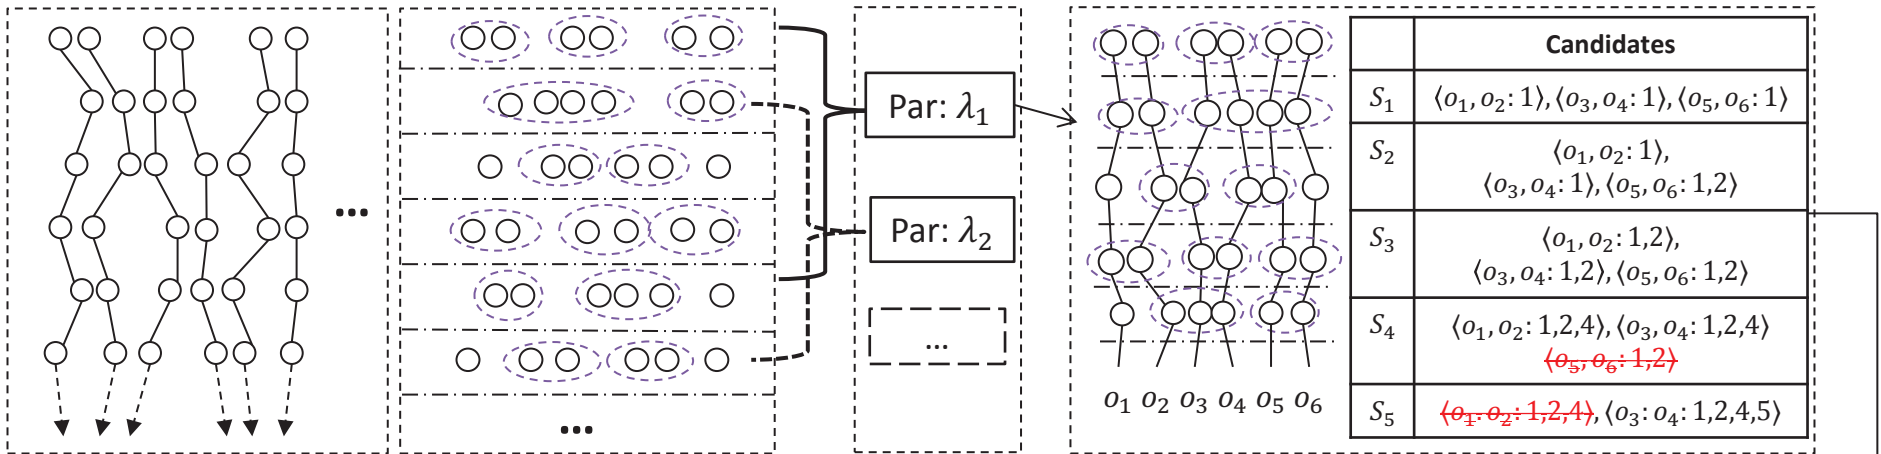 ...
...
Par: λ₁
Par: λ₂
...
o₁ o₂ o₃ o₄ o₅ o₆
Candidates
S₁ ⟨o₁, o₂: 1⟩, ⟨o₃, o₄: 1⟩, ⟨o₅, o₆: 1⟩
S₂ ⟨o₁, o₂: 1⟩,
⟨o₃, o₄: 1⟩, ⟨o₅, o₆: 1,2⟩
S₃ ⟨o₁, o₂: 1,2⟩,
⟨o₃, o₄: 1,2⟩, ⟨o₅, o₆: 1,2⟩
S₄ ⟨o₁, o₂: 1,2,4⟩, ⟨o₃, o₄: 1,2,4⟩
⟨o₅, o₆: 1,2⟩
S₅ ⟨o₁: o₂: 1,2,4⟩, ⟨o₃: o₄: 1,2,4,5⟩